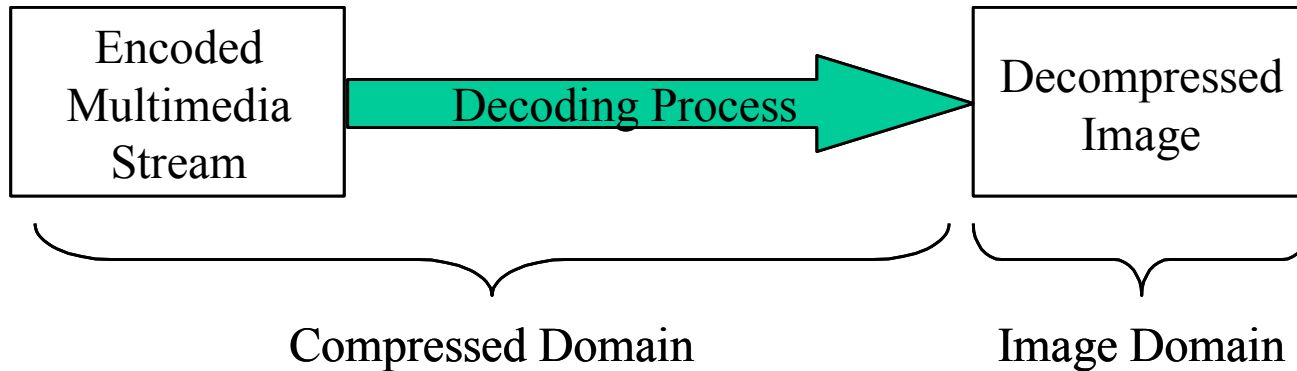 Encoded
Multimedia
Stream
Decoding Process
Decompressed
Image
Compressed Domain
Image Domain